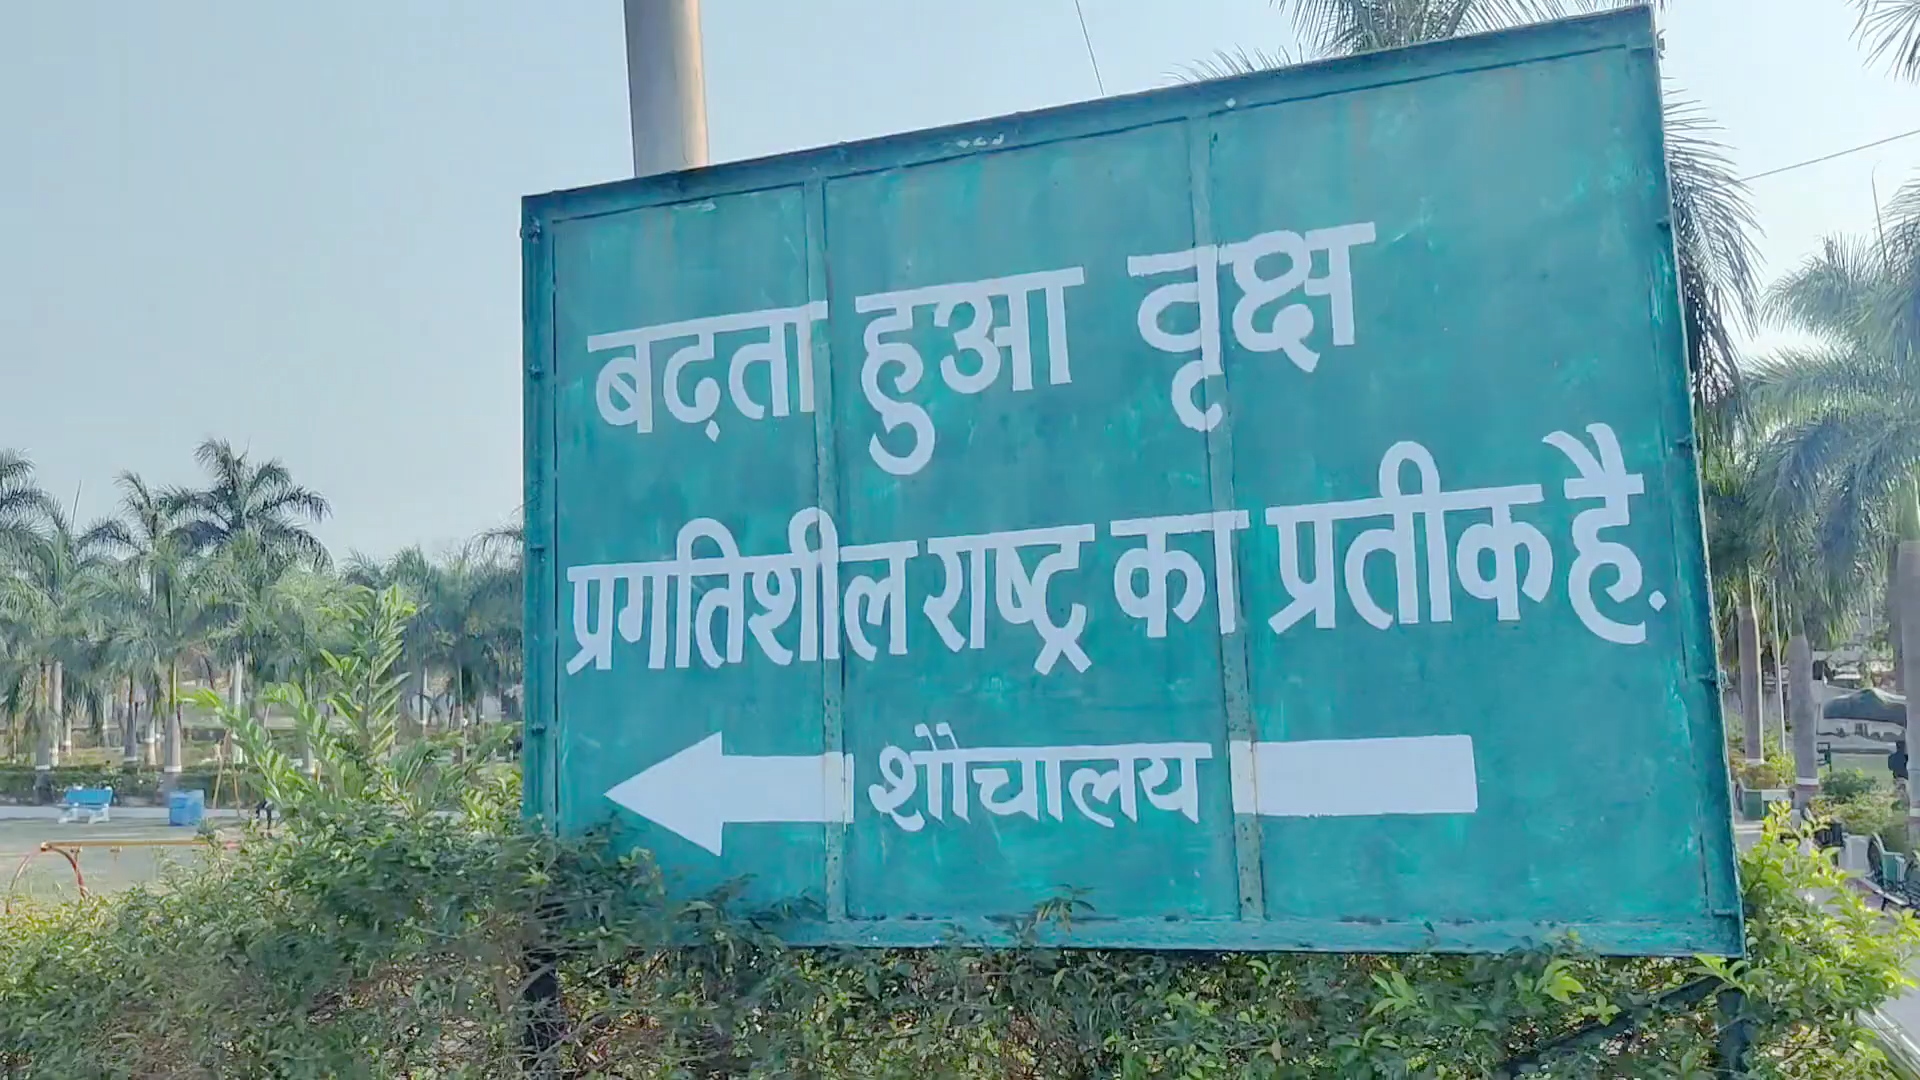 बढ़ता हुआ वृक्ष
प्रगतिशील राष्ट्र का प्रतीक है.
शौचालय